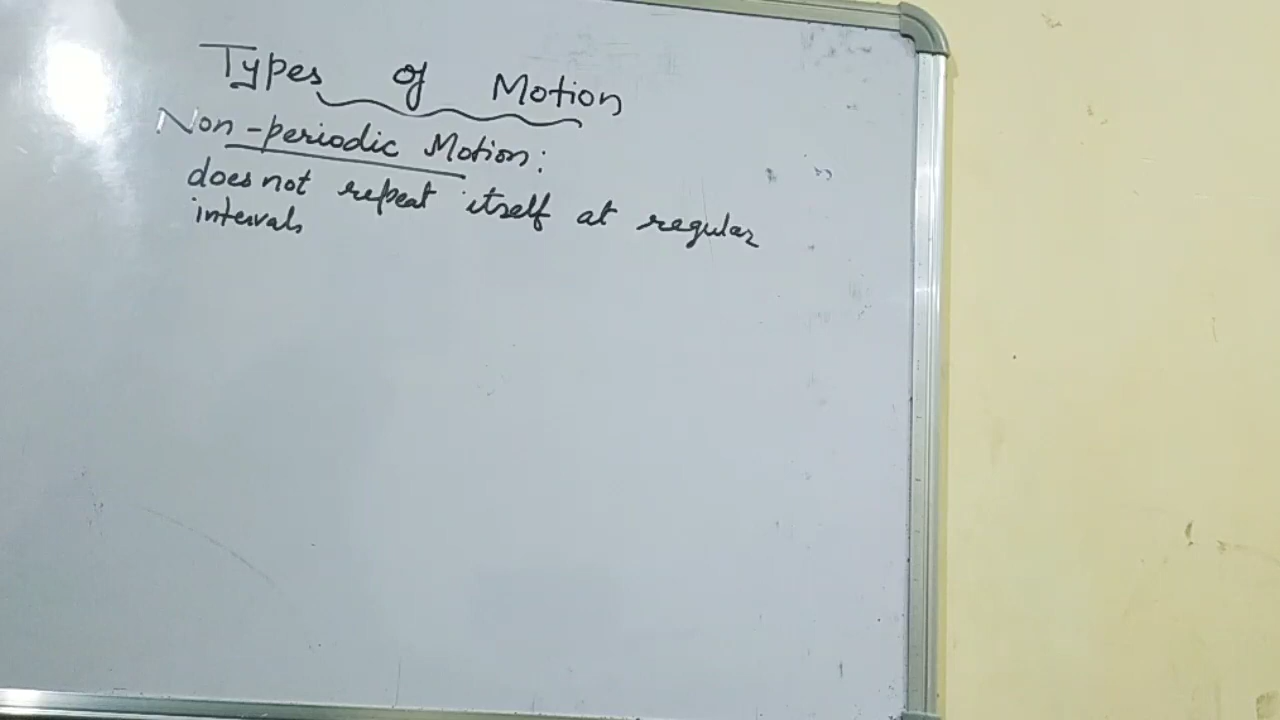 Types of Motion
Non-periodic Motion:
does not repeat itself at regular
intervals